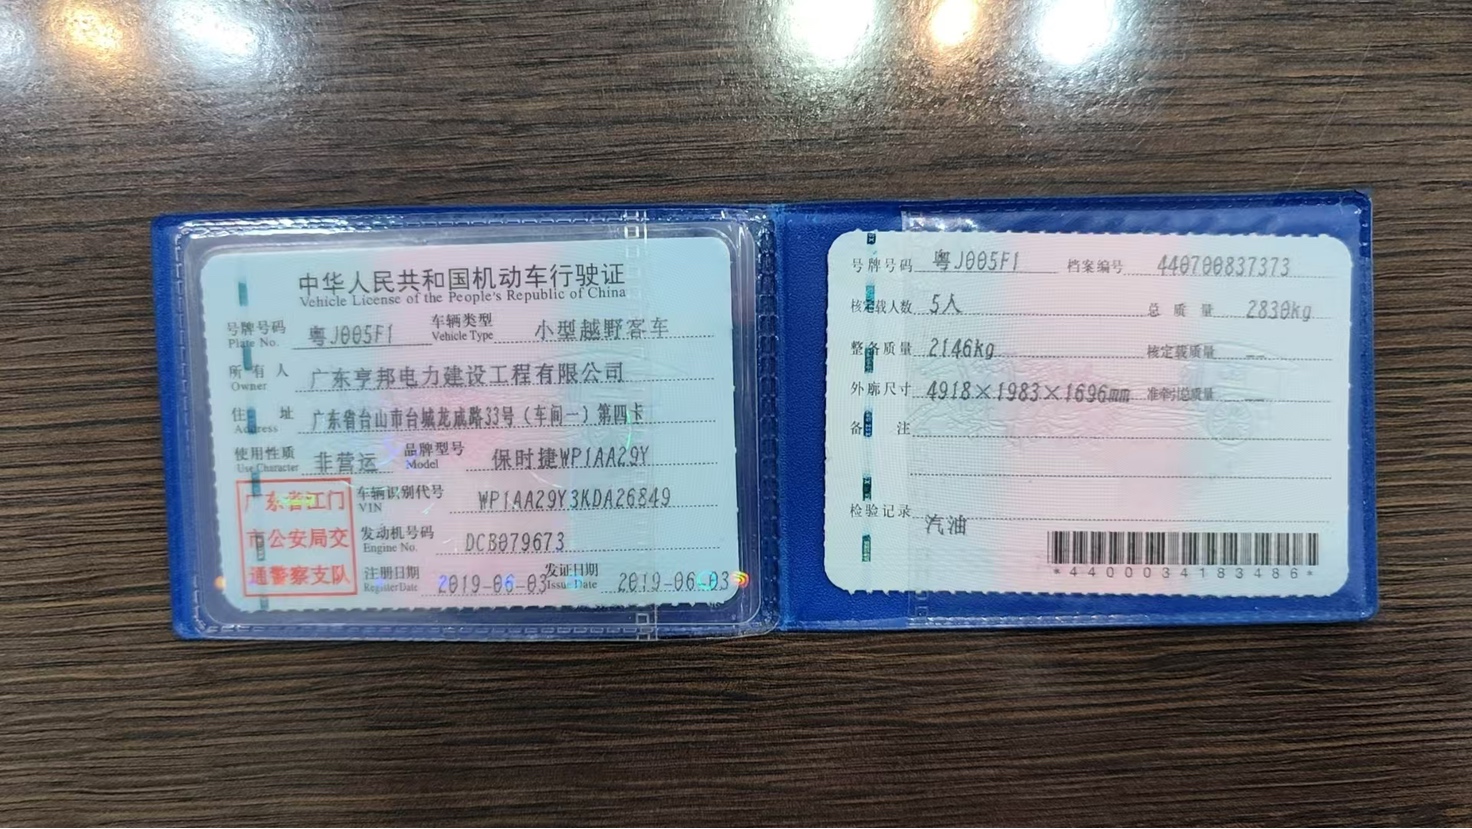 中华人民共和国机动车行驶证
Vehicle License of the People's Republic of China
号牌号码 粤J005F1 车辆类型 小型越野客车
Plate No. Vehicle Type
所有人 广东亨邦电力建设工程有限公司
Owner
住址 广东省台山市台城龙威路33号（车间一）第四卡
Address
使用性质 非营运 品牌型号 保时捷WP1AA29Y
Use Character Model
广东省江门
市公安局交
通警察支队
车辆识别代号 WP1AA29Y3KDA26849
VIN
发动机号码 DCB079673
Engine No.
注册日期 2019-06-03 发证日期 2019-06-03
Register Date Issue Date
号牌号码 粤J005F1 档案编号 440700837373
核定载人数 5人 总质量 2830kg
整备质量 2146kg 核定载质量 --
外廓尺寸 4918×1983×1696mm 准牵引总质量 --
备注
检验记录 汽油
*4400034183486*